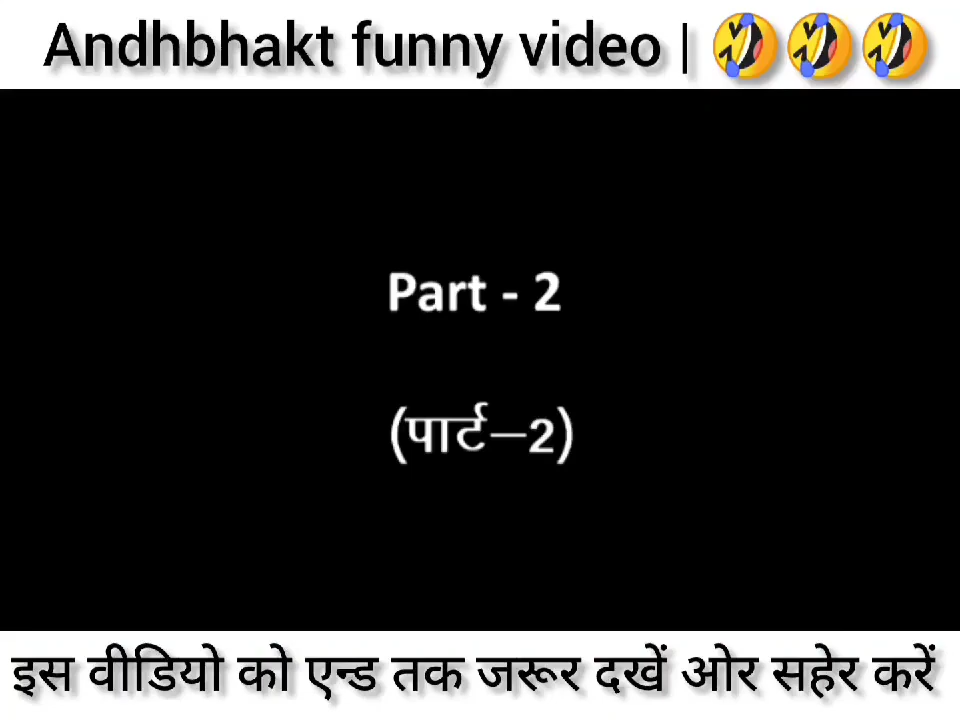 Andhbhakt funny video | 🤣🤣🤣
Part - 2
(पार्ट–2)
इस वीडियो को एन्ड तक जरूर दखें ओर सहेर करें